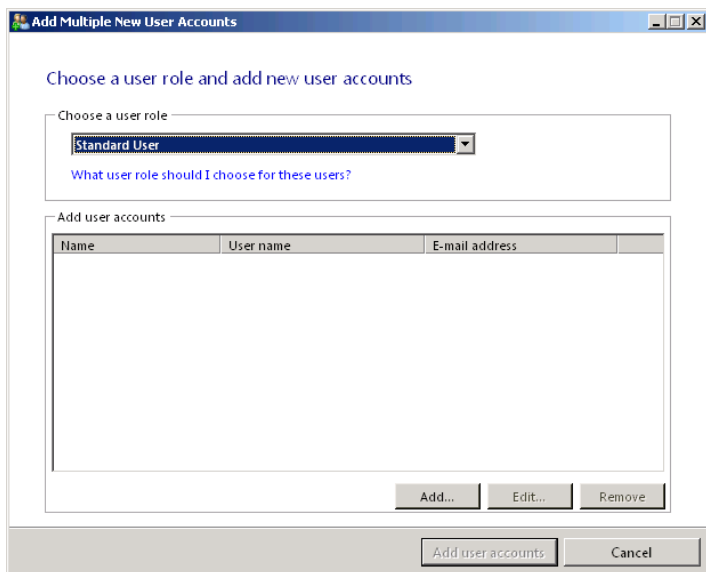 Add Multiple New User Accounts
Choose a user role and add new user accounts
Choose a user role
Standard User
What user role should I choose for these users?
Add user accounts
Name User name E-mail address
Add... Edit... Remove
Add user accounts Cancel